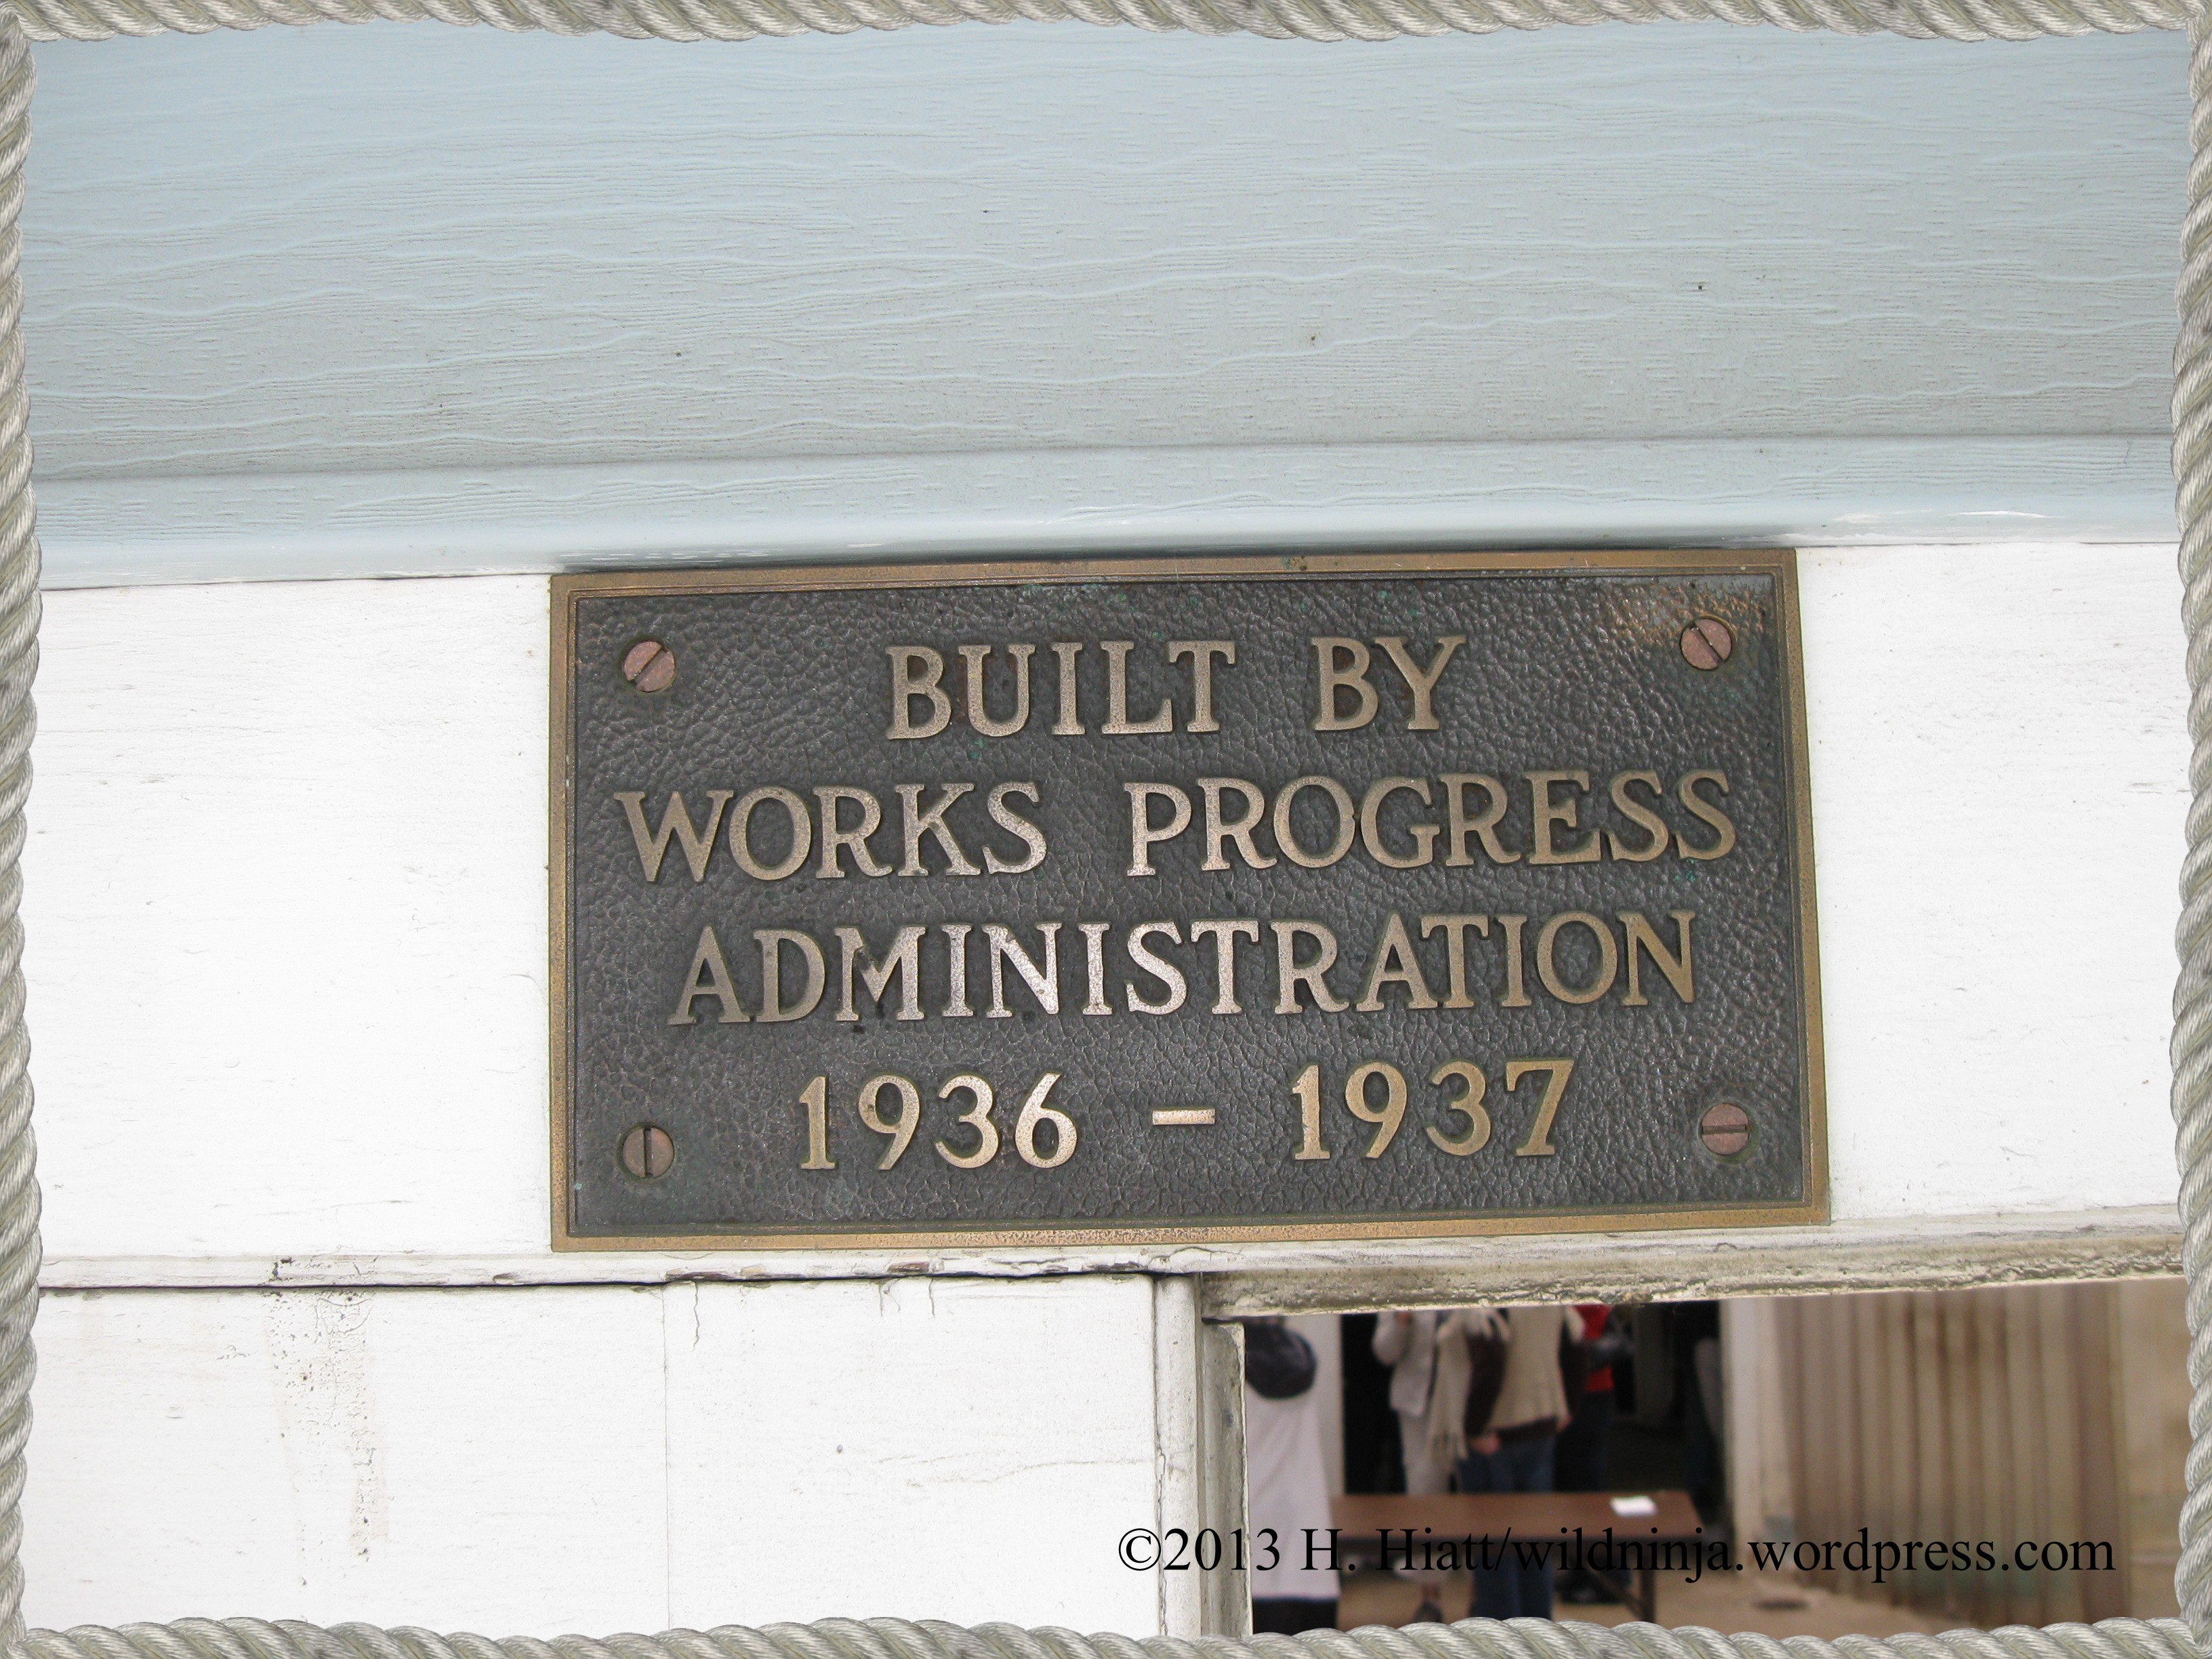 BUILT BY
WORKS PROGRESS
ADMINISTRATION
1936 - 1937
©2013 H. Hiatt/wildninja.wordpress.com